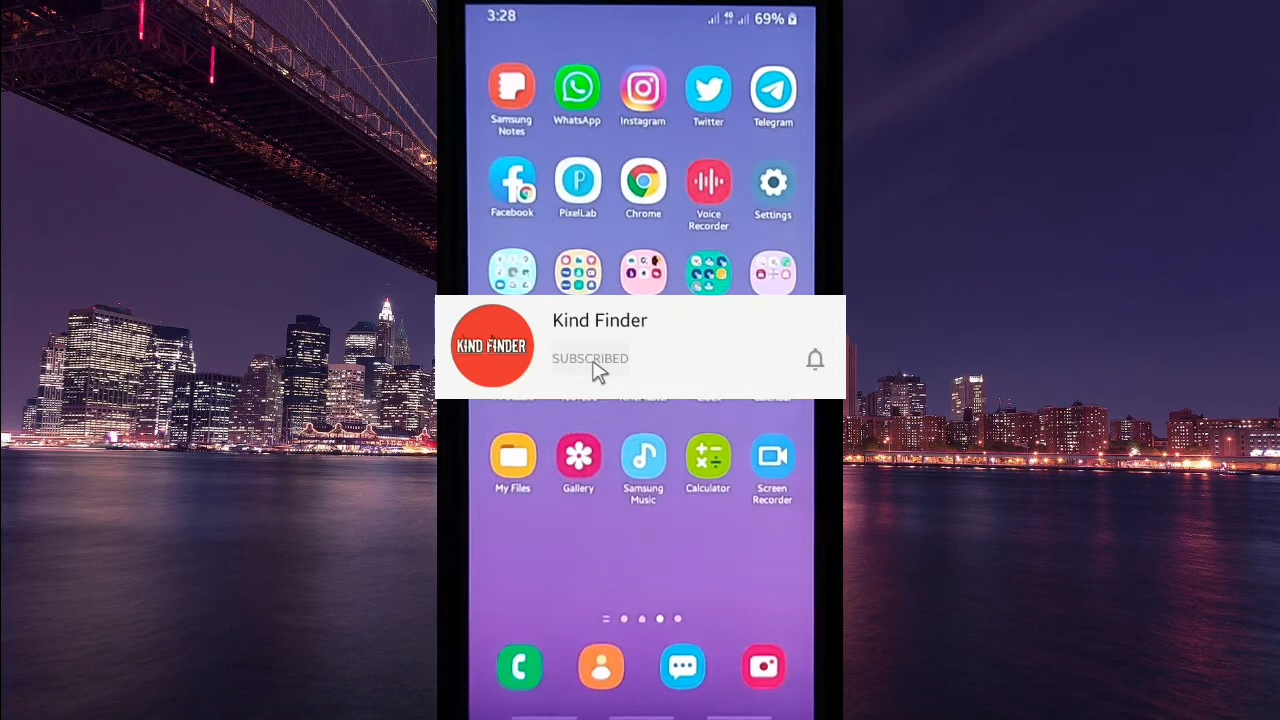 3:28
4G
69%
Samsung
Notes
WhatsApp
Instagram
Twitter
Telegram
Facebook
PixelLab
Chrome
Voice
Recorder
Settings
Kind Finder
KIND FINDER
SUBSCRIBED
My Files
Gallery
Samsung
Music
Calculator
Screen
Recorder